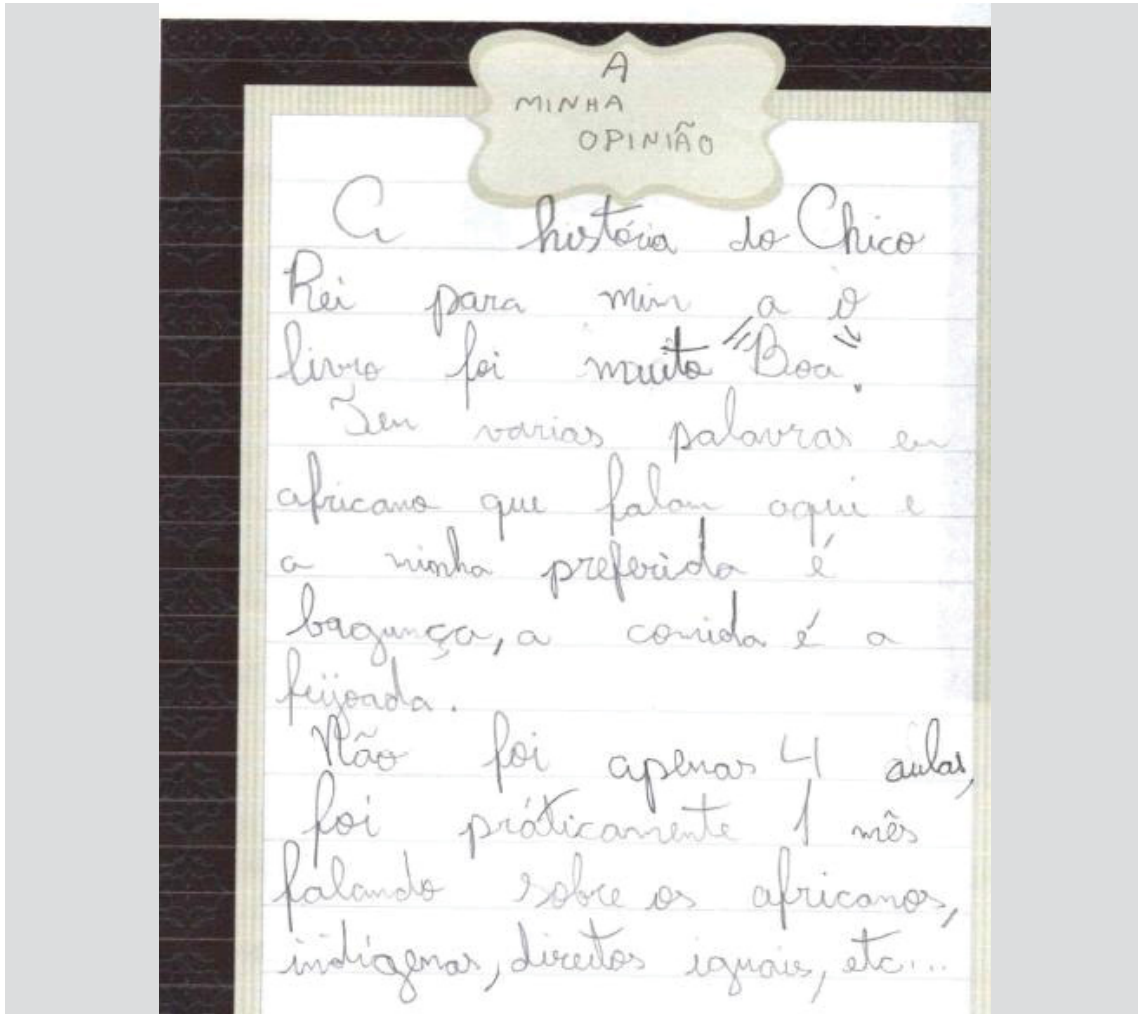 A
MINHA
OPINIÃO
A história do Chico
Rei para min a o
livro foi muito "Boa".
Tem varias palavras em
africano que falam aqui e
a minha preferida é
bagunça, a comida é a
feijoada.
Não foi apenas 4 aulas,
foi práticamente 1 mês
falando sobre os africanos,
indígenas, direitos iguais, etc...